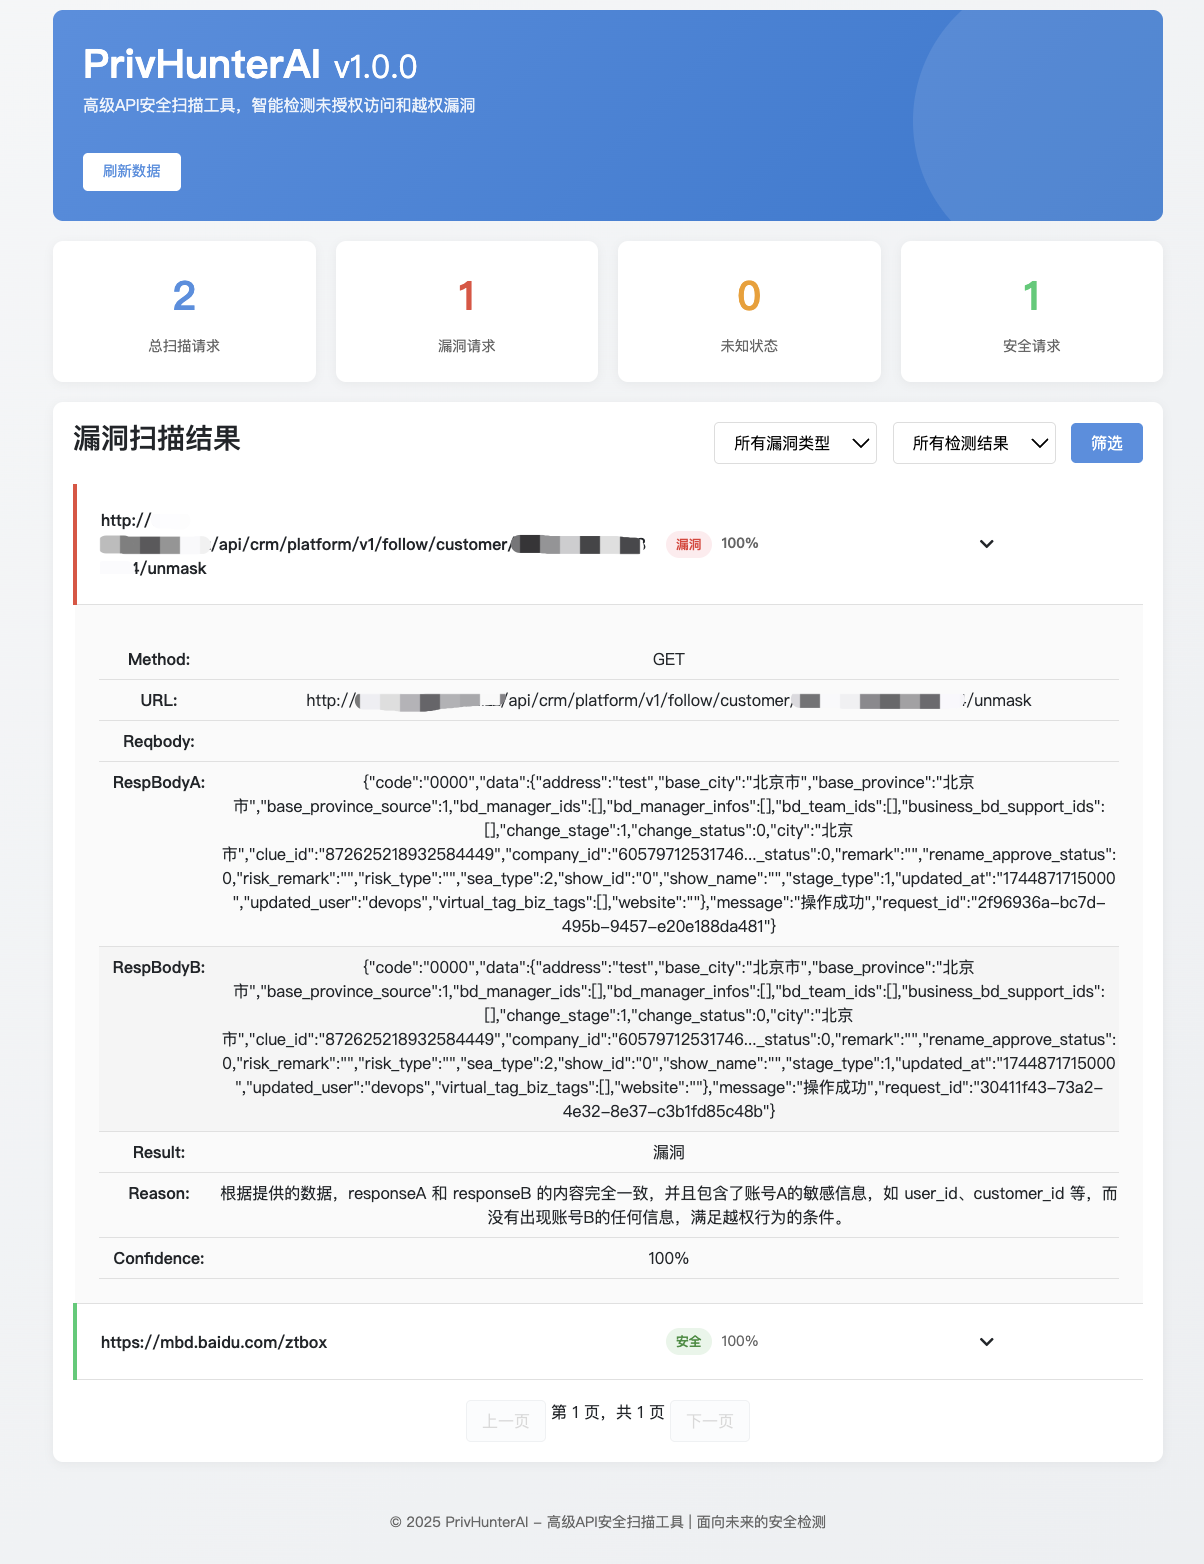 PrivHunterAI v1.0.0
高级API安全扫描工具，智能检测未授权访问和越权漏洞
刷新数据
2
总扫描请求
1
漏洞请求
0
未知状态
1
安全请求
漏洞扫描结果
所有漏洞类型
所有检测结果
筛选
http://
/api/crm/platform/v1/follow/customer/
/unmask
漏洞 100%
Method: GET
URL: http:///api/crm/platform/v1/follow/customer/ /unmask
Reqbody:
RespBodyA: {"code":"0000","data":{"address":"test","base_city":"北京市","base_province":"北京
市","base_province_source":1,"bd_manager_ids":[],"bd_manager_infos":[],"bd_team_ids":[],"business_bd_support_ids":
[],"change_stage":1,"change_status":0,"city":"北京
市","clue_id":"872625218932584449","company_id":"60579712531746..._status":0,"remark":"","rename_approve_status":
0,"risk_remark":"","risk_type":"","sea_type":2,"show_id":"0","show_name":"","stage_type":1,"updated_at":"1744871715000
","updated_user":"devops","virtual_tag_biz_tags":[],"website":""},"message":"操作成功","request_id":"2f96936a-bc7d-
495b-9457-e20e188da481"}
RespBodyB: {"code":"0000","data":{"address":"test","base_city":"北京市","base_province":"北京
市","base_province_source":1,"bd_manager_ids":[],"bd_manager_infos":[],"bd_team_ids":[],"business_bd_support_ids":
[],"change_stage":1,"change_status":0,"city":"北京
市","clue_id":"872625218932584449","company_id":"60579712531746..._status":0,"remark":"","rename_approve_status":
0,"risk_remark":"","risk_type":"","sea_type":2,"show_id":"0","show_name":"","stage_type":1,"updated_at":"1744871715000
","updated_user":"devops","virtual_tag_biz_tags":[],"website":""},"message":"操作成功","request_id":"30411f43-73a2-
4e32-8e37-c3b1fd85c48b"}
Result: 漏洞
Reason: 根据提供的数据，responseA 和 responseB 的内容完全一致，并且包含了账号A的敏感信息，如 user_id、customer_id 等，而
没有出现账号B的任何信息，满足越权行为的条件。
Confidence: 100%
https://mbd.baidu.com/ztbox
安全 100%
上一页 第 1 页，共 1 页 下一页
© 2025 PrivHunterAI - 高级API安全扫描工具 | 面向未来的安全检测